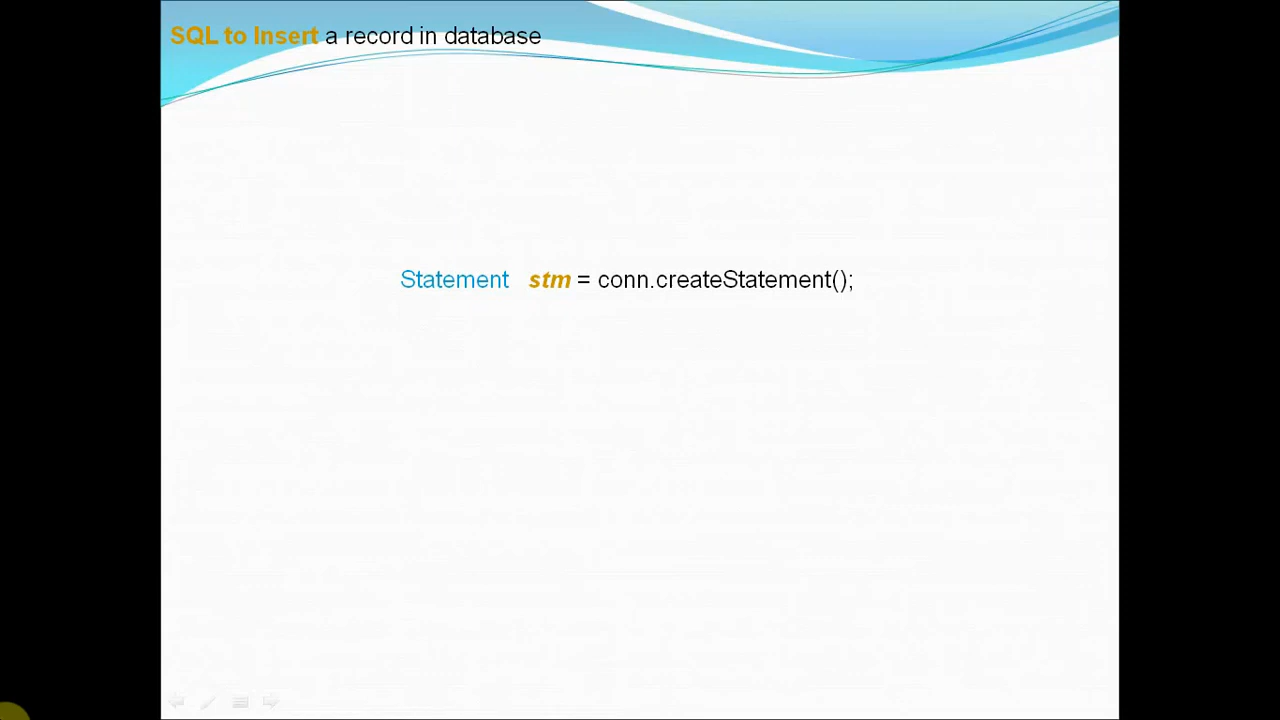 SQL to Insert a record in database
Statement stm = conn.createStatement();